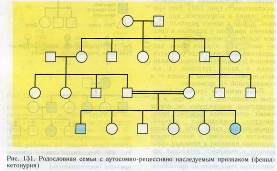 Рис. 131. Родословная семьи с аутосомно-рецессивно наследуемым признаком (фенил-
кетонурия)